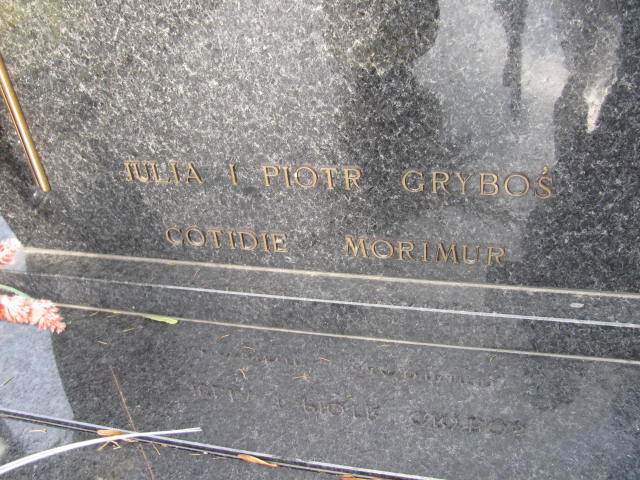 JULIA I PIOTR GRYBOŚ
COTIDIE MORIMUR